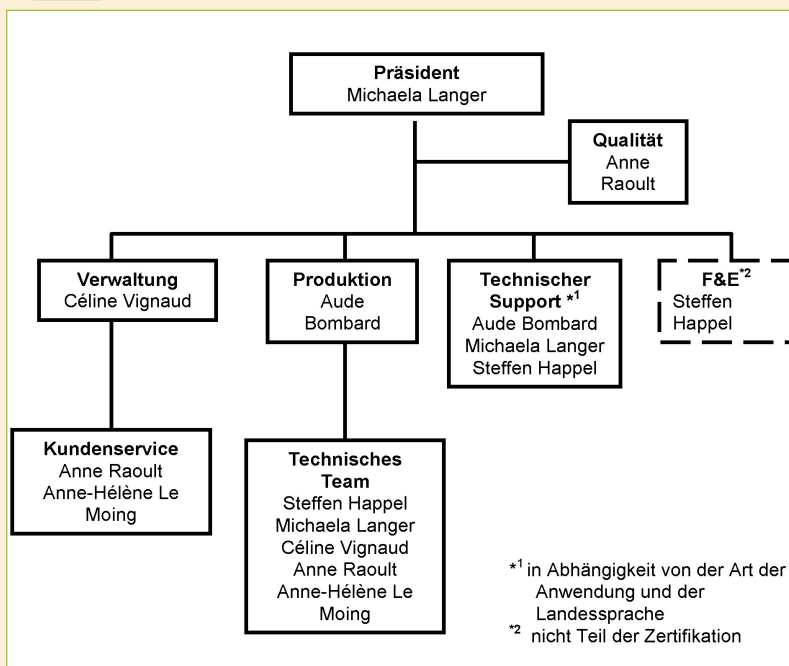 Präsident
Michaela Langer
Qualität
Anne
Raoult
Verwaltung
Céline Vignaud
Produktion
Aude
Bombard
Technischer
Support *1
Aude Bombard
Michaela Langer
Steffen Happel
F&E*2
Steffen
Happel
Kundenservice
Anne Raoult
Anne-Hélène Le
Moing
Technisches
Team
Steffen Happel
Michaela Langer
Céline Vignaud
Anne Raoult
Anne-Hélène Le
Moing
*1 in Abhängigkeit von der Art der
Anwendung und der
Landessprache
*2 nicht Teil der Zertifikation